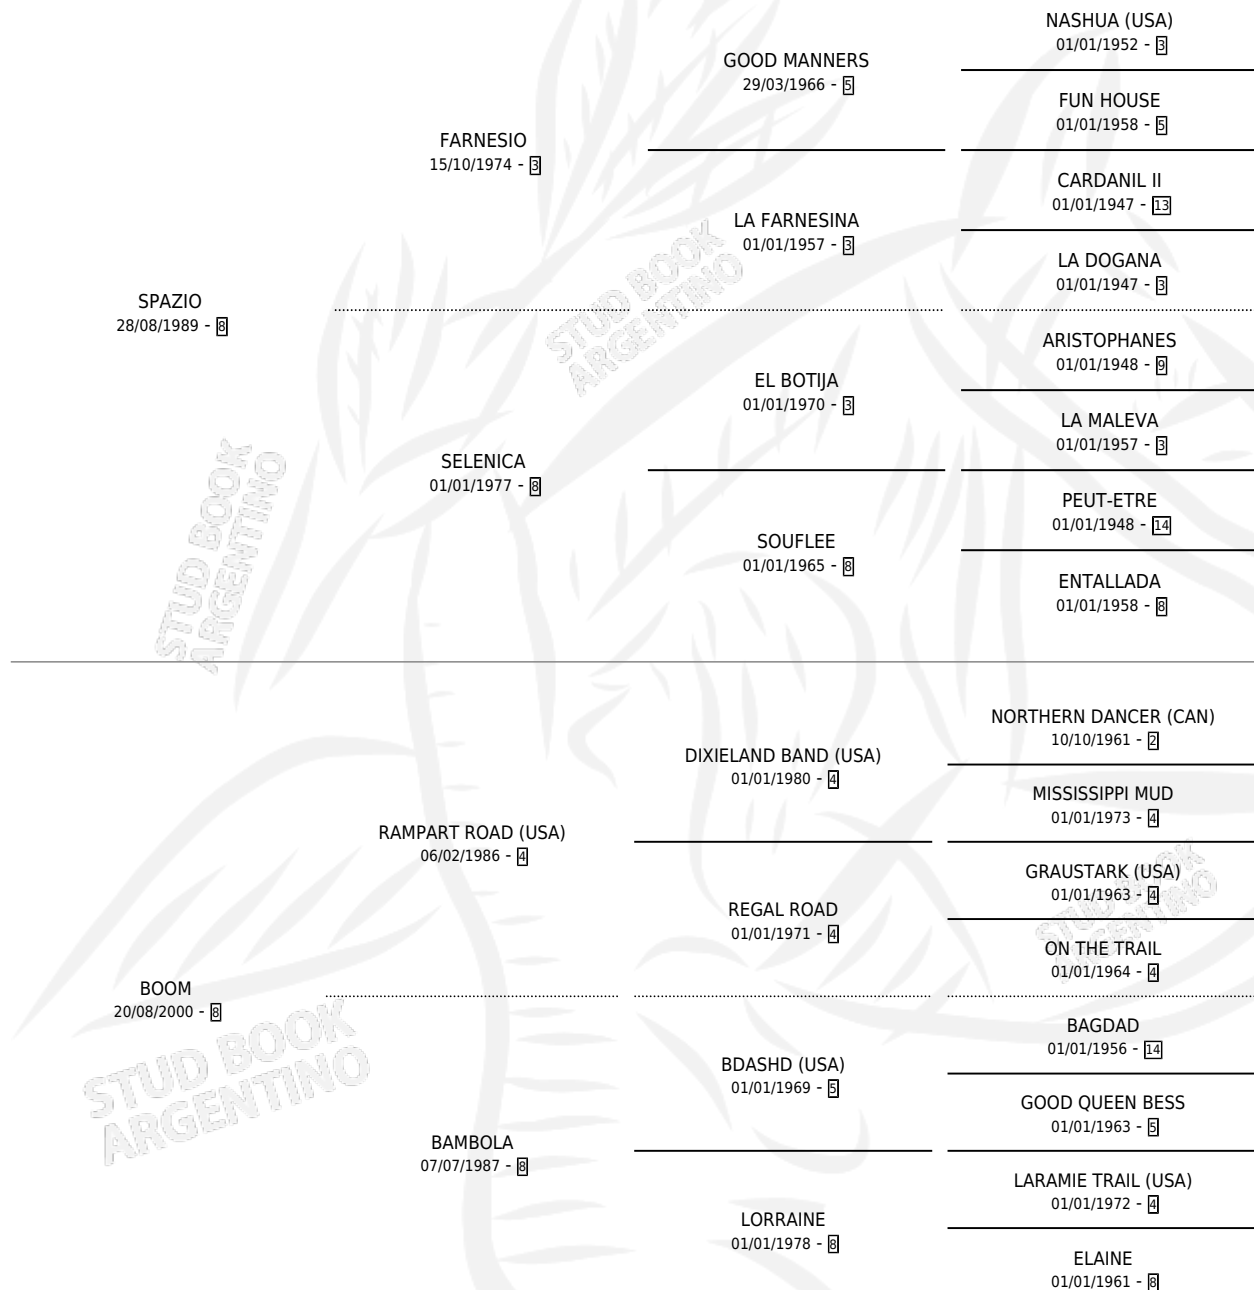 NASHUA (USA)
01/01/1952 - 3
GOOD MANNERS
29/03/1966 - 5
FUN HOUSE
01/01/1958 - 5
FARNESIO
15/10/1974 - 3
CARDANIL II
01/01/1947 - 13
LA FARNESINA
01/01/1957 - 3
LA DOGANA
01/01/1947 - 3
SPAZIO
28/08/1989 - 8
ARISTOPHANES
01/01/1948 - 9
EL BOTIJA
01/01/1970 - 3
LA MALEVA
01/01/1957 - 3
SELENICA
01/01/1977 - 8
PEUT-ETRE
01/01/1948 - 14
SOUFLEE
01/01/1965 - 8
ENTALLADA
01/01/1958 - 8
NORTHERN DANCER (CAN)
10/10/1961 - 2
DIXIELAND BAND (USA)
01/01/1980 - 4
MISSISSIPPI MUD
01/01/1973 - 4
RAMPART ROAD (USA)
06/02/1986 - 4
GRAUSTARK (USA)
01/01/1963 - 4
REGAL ROAD
01/01/1971 - 4
ON THE TRAIL
01/01/1964 - 4
BOOM
20/08/2000 - 8
BAGDAD
01/01/1956 - 14
BDASHD (USA)
01/01/1969 - 5
GOOD QUEEN BESS
01/01/1963 - 5
BAMBOLA
07/07/1987 - 8
LARAMIE TRAIL (USA)
01/01/1972 - 4
LORRAINE
01/01/1978 - 8
ELAINE
01/01/1961 - 8
STUD BOOK
ARGENTINO
STUD BOOK
ARGENTINO
STUD BOOK
ARGENTINO
STUD BOOK
ARGENTINO